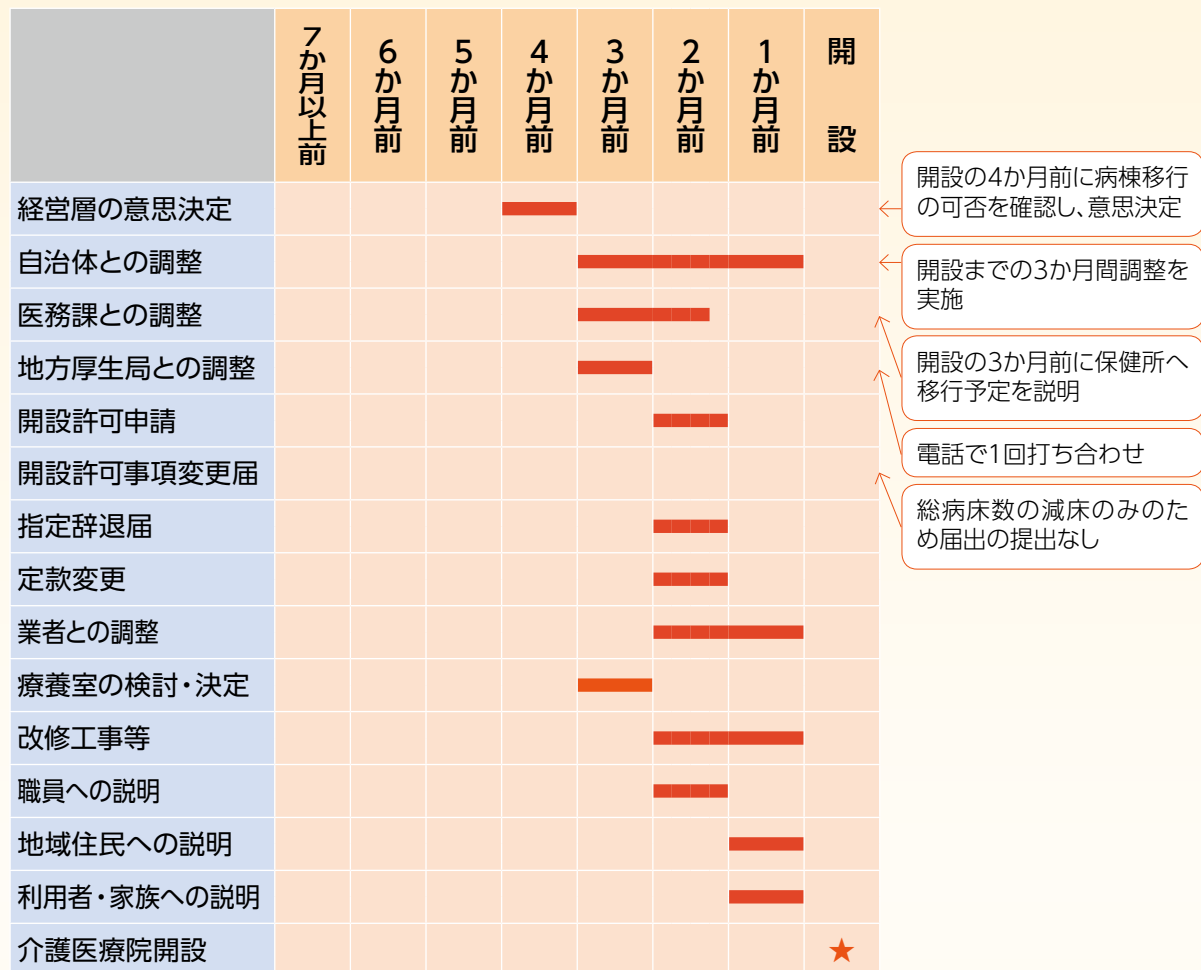 7か月以上前
6か月前
5か月前
4か月前
3か月前
2か月前
1か月前
開設
経営層の意思決定
自治体との調整
医務課との調整
地方厚生局との調整
開設許可申請
開設許可事項変更届
指定辞退届
定款変更
業者との調整
療養室の検討・決定
改修工事等
職員への説明
地域住民への説明
利用者・家族への説明
介護医療院開設
★
開設の4か月前に病棟移行
の可否を確認し、意思決定
開設までの3か月間調整を
実施
開設の3か月前に保健所へ
移行予定を説明
電話で1回打ち合わせ
総病床数の減床のみのた
め届出の提出なし